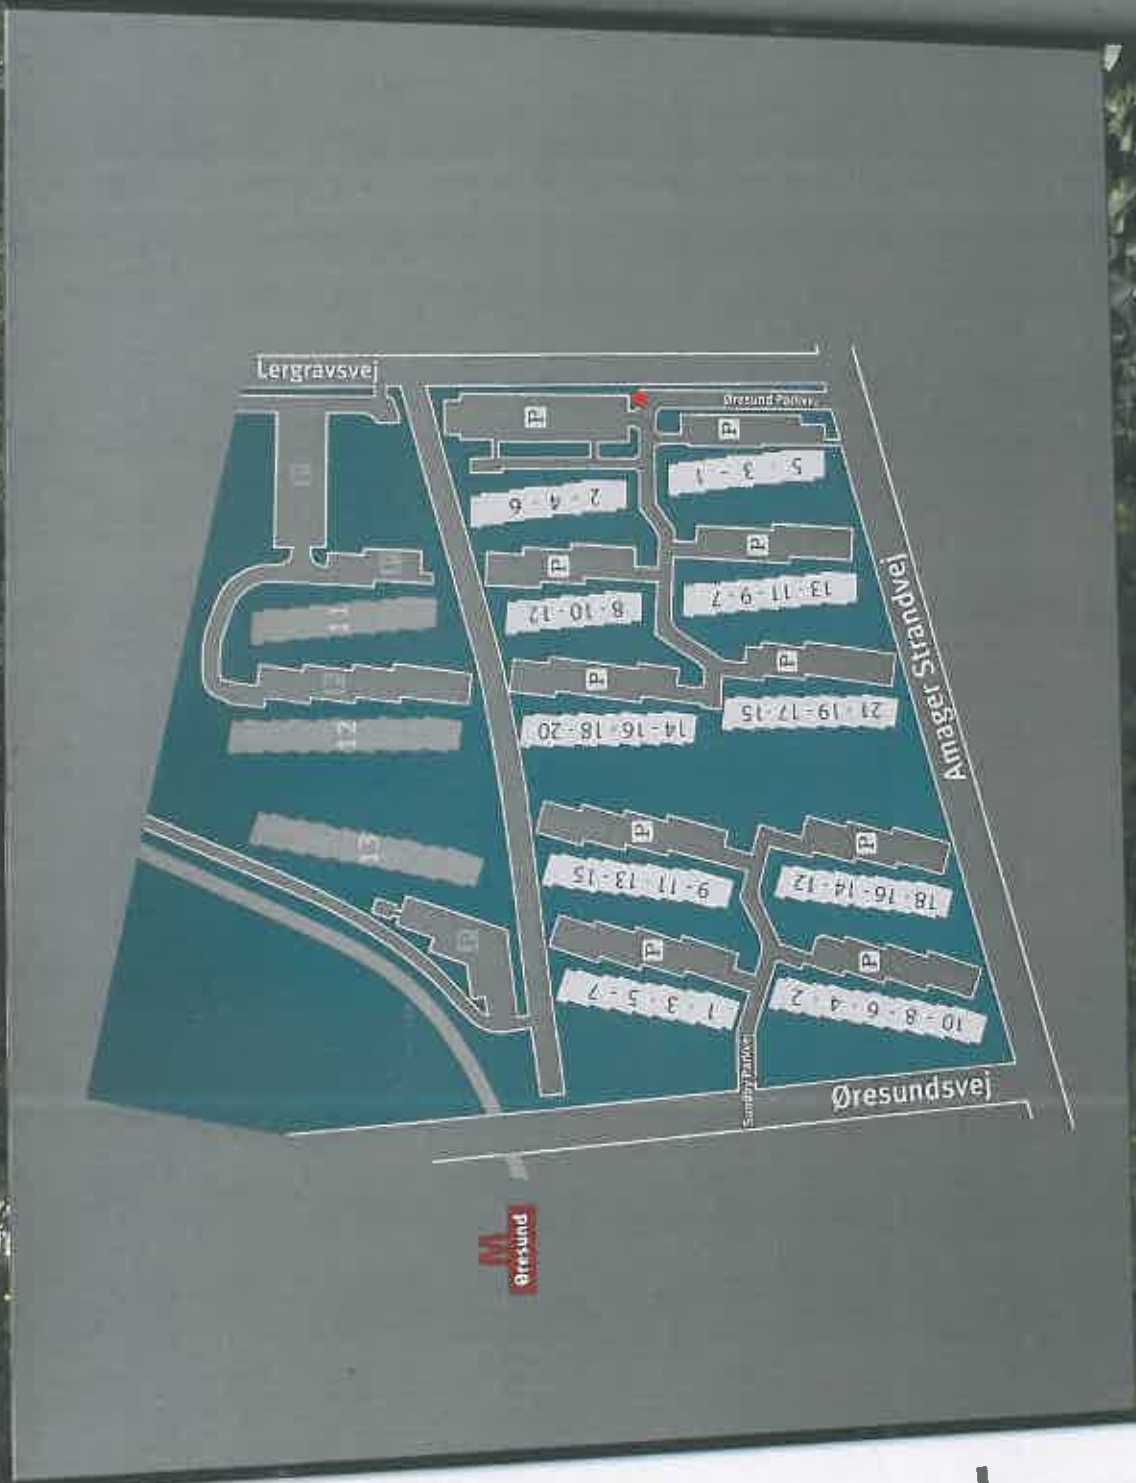 Lergravsvej
Øresund Parkvej
P
P
P
5 - 3 - 1
2 - 4 - 6
P
P
P
P
11
8 - 10 - 12
13 - 11 - 9 - 7
P
P
P
12
14 - 16 - 18 - 20
21 - 19 - 17 - 15
Amager Strandvej
P
P
13
9 - 11 - 13 - 15
18 - 16 - 14 - 12
P
P
P
1 - 3 - 5 - 7
10 - 8 - 6 - 4 - 2
Sundby Parkvej
Øresundsvej
M
Øresund